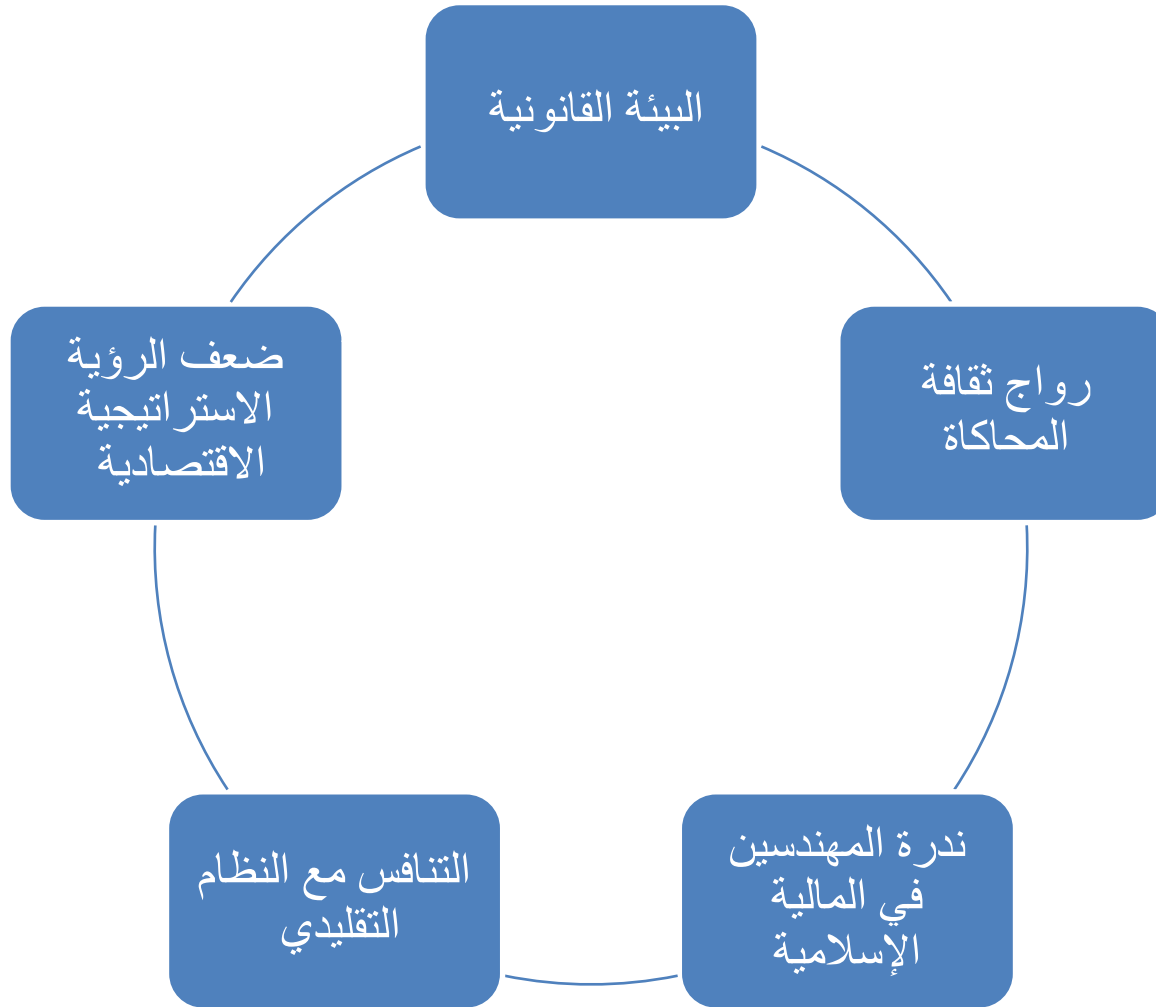 البيئة القانونية
رواج ثقافة
المحاكاة
ندرة المهندسين
في المالية
الإسلامية
التنافس مع النظام
التقليدي
ضعف الرؤية
الاستراتيجية
الاقتصادية